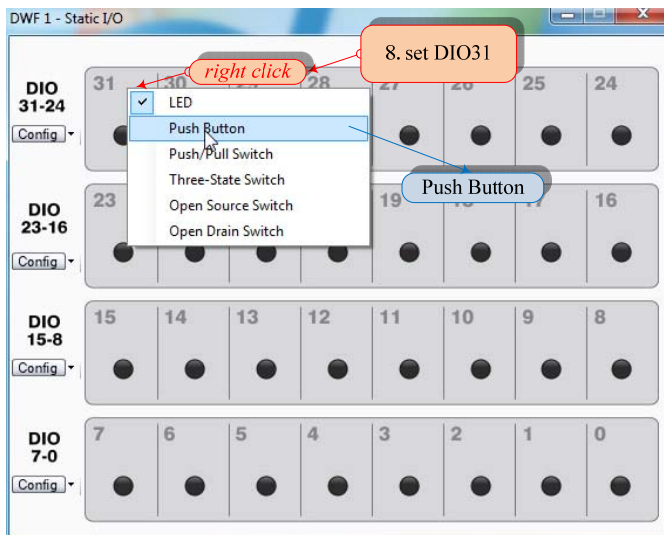 DWF 1 - Static I/O
8. set DIO31
right click
DIO
31-24
Config
31 30 28 27 26 25 24
LED
Push Button
Push/Pull Switch
Three-State Switch
Open Source Switch
Open Drain Switch
Push Button
DIO
23-16
Config
23 19 16
DIO
15-8
Config
15 14 13 12 11 10 9 8
DIO
7-0
Config
7 6 5 4 3 2 1 0